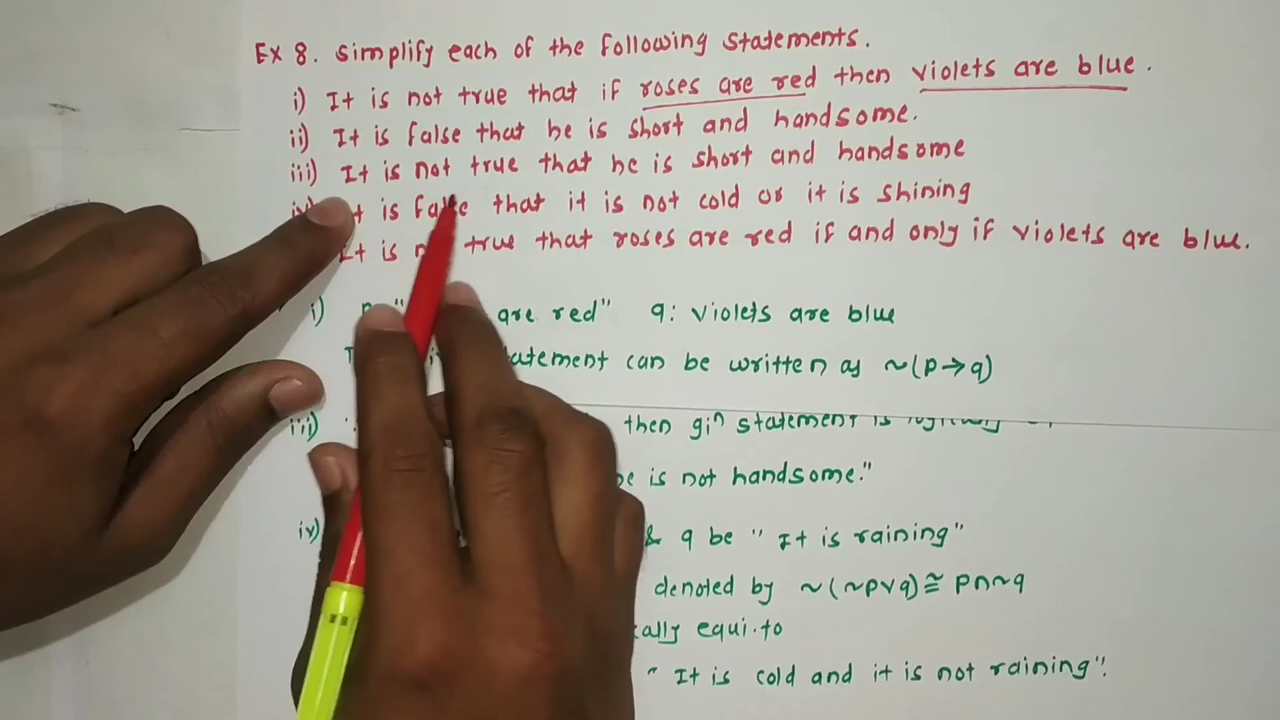 Ex 8. Simplify each of the following statements.
i) It is not true that if roses are red then violets are blue.
ii) It is false that he is short and handsome.
iii) It is not true that he is short and handsome
is false that it is not cold or it is shining
It is true that roses are red if and only if violets are blue.
i) are red" q: violets are blue
can be written as ~(p→q)
iii) then giⁿ statement is
is not handsome."
iv) & q be " It is raining"
denoted by ~(~p∨q)≅ p∩~q
equi. to
" It is cold and it is not raining"!